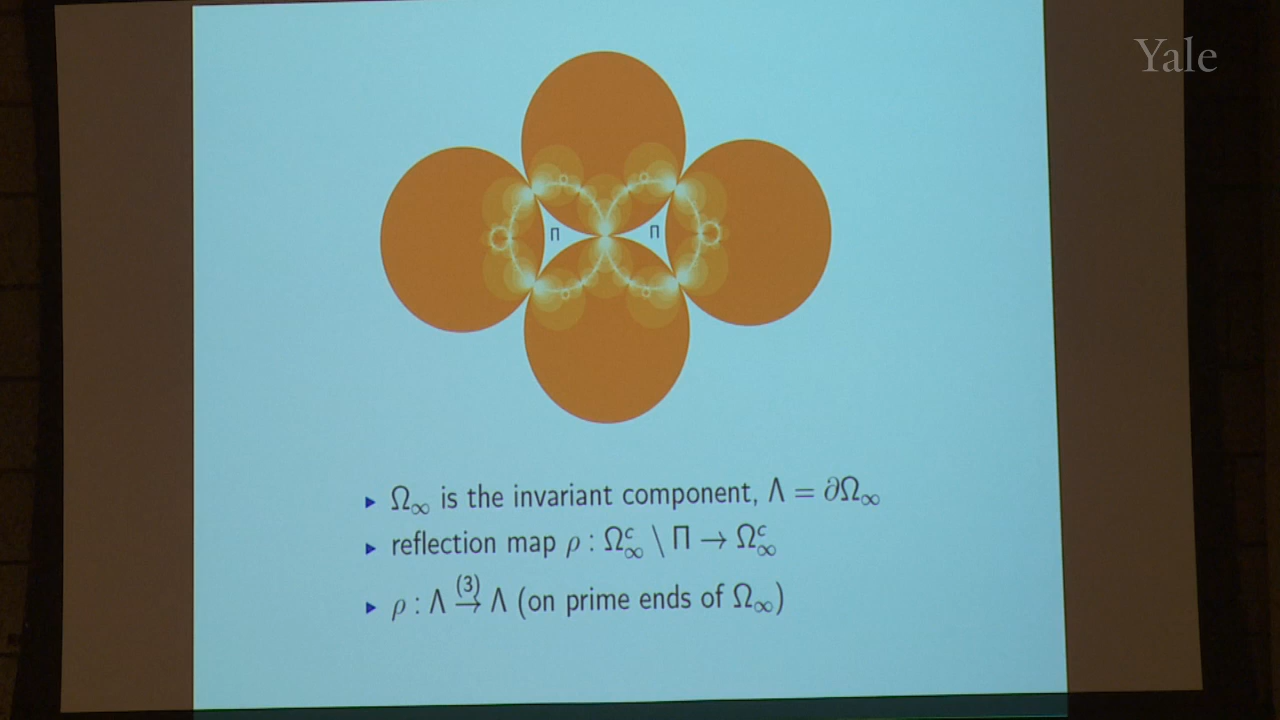 Yale
Π Π
▶ Ω∞ is the invariant component, Λ = ∂Ω∞
▶ reflection map ρ : Ω∞ᶜ \ Π → Ω∞ᶜ
▶ ρ : Λ (3)→ Λ (on prime ends of Ω∞)